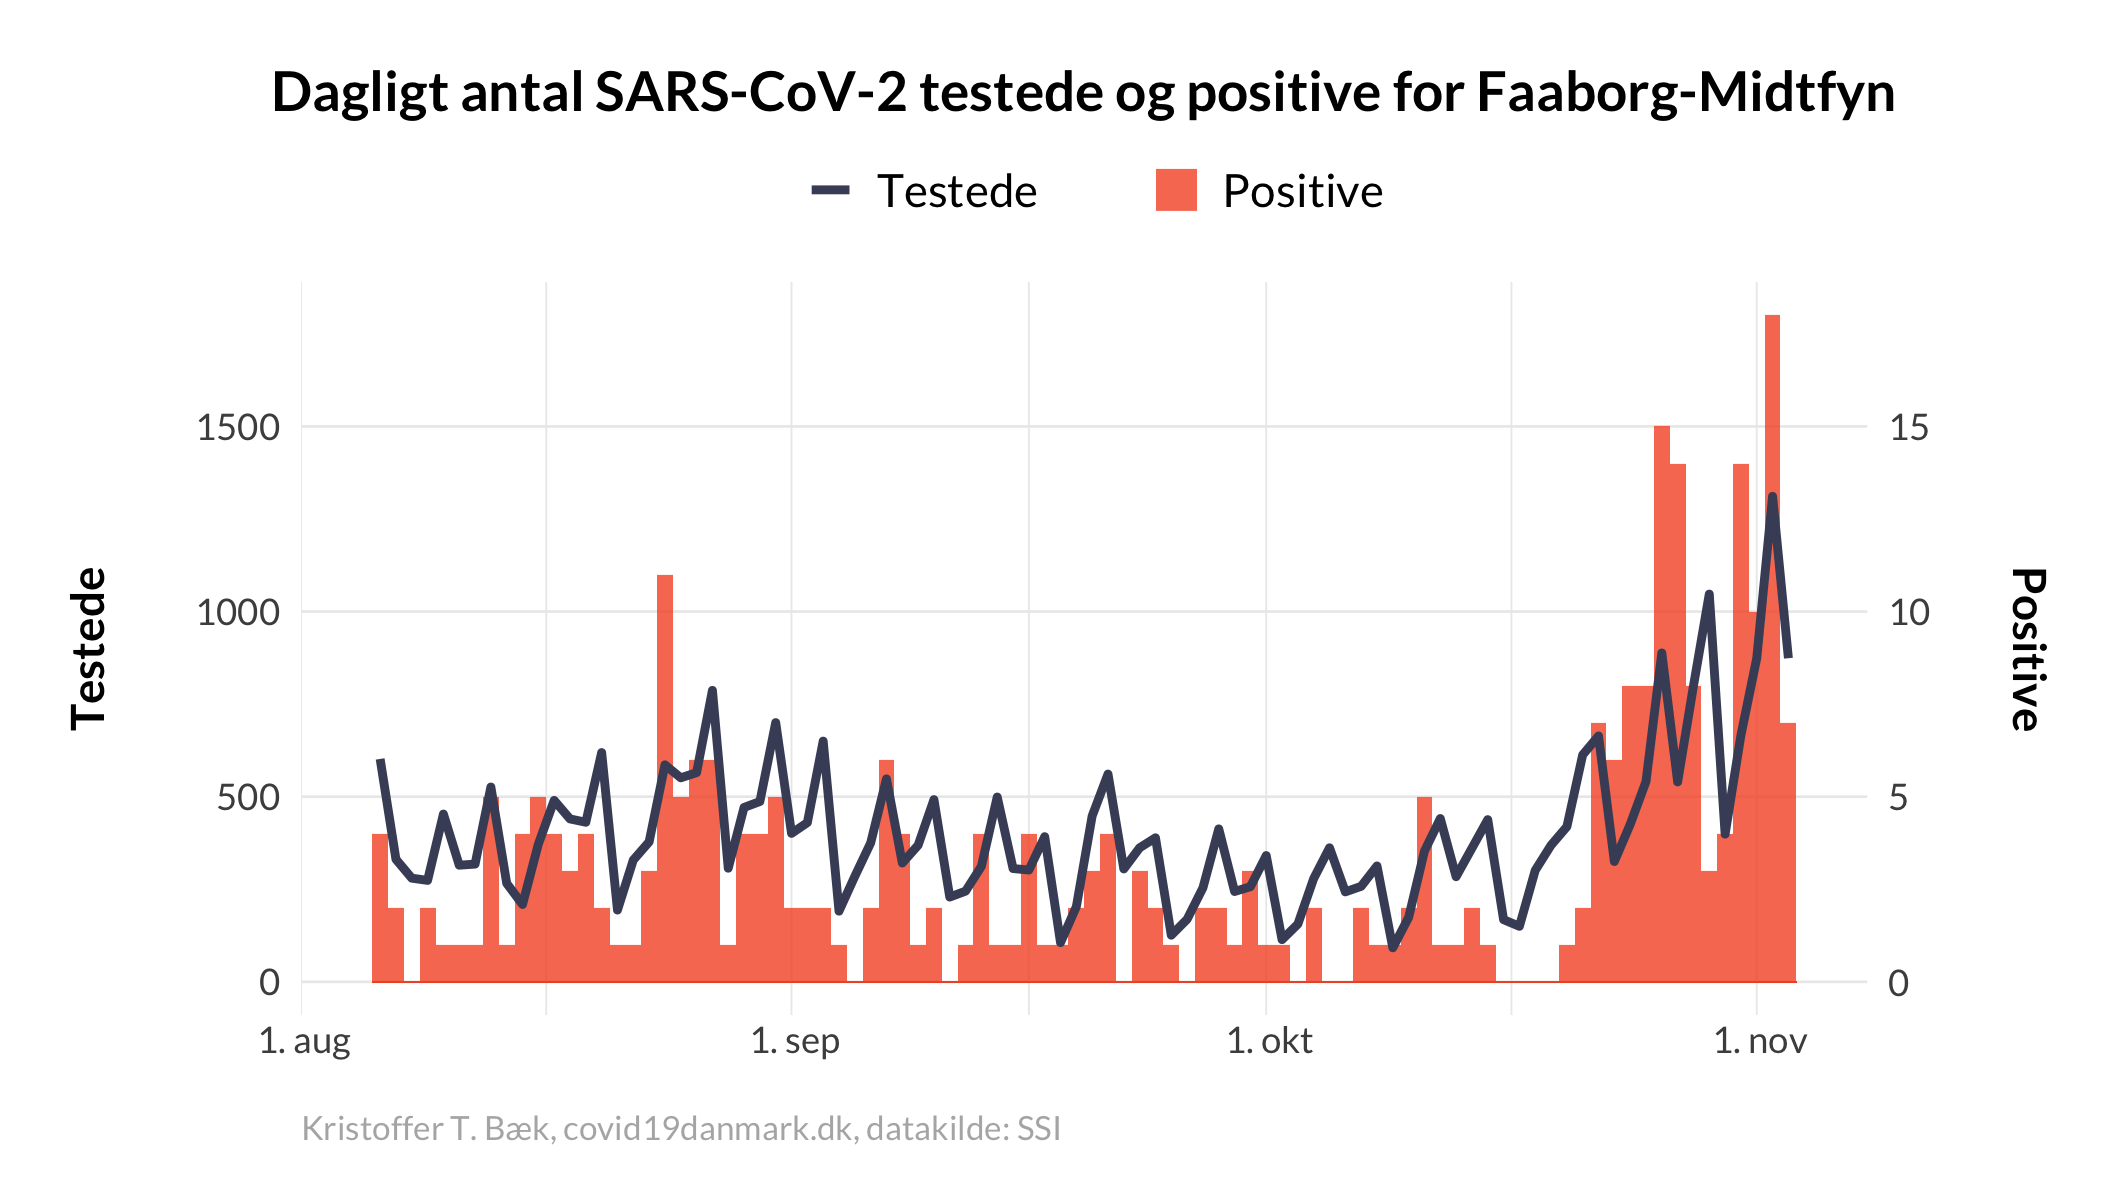 Dagligt antal SARS-CoV-2 testede og positive for Faaborg-Midtfyn
Testede Positive
Testede
1500
1000
500
0
15
10
5
0
Positive
1. aug 1. sep 1. okt 1. nov
Kristoffer T. Bæk, covid19danmark.dk, datakilde: SSI